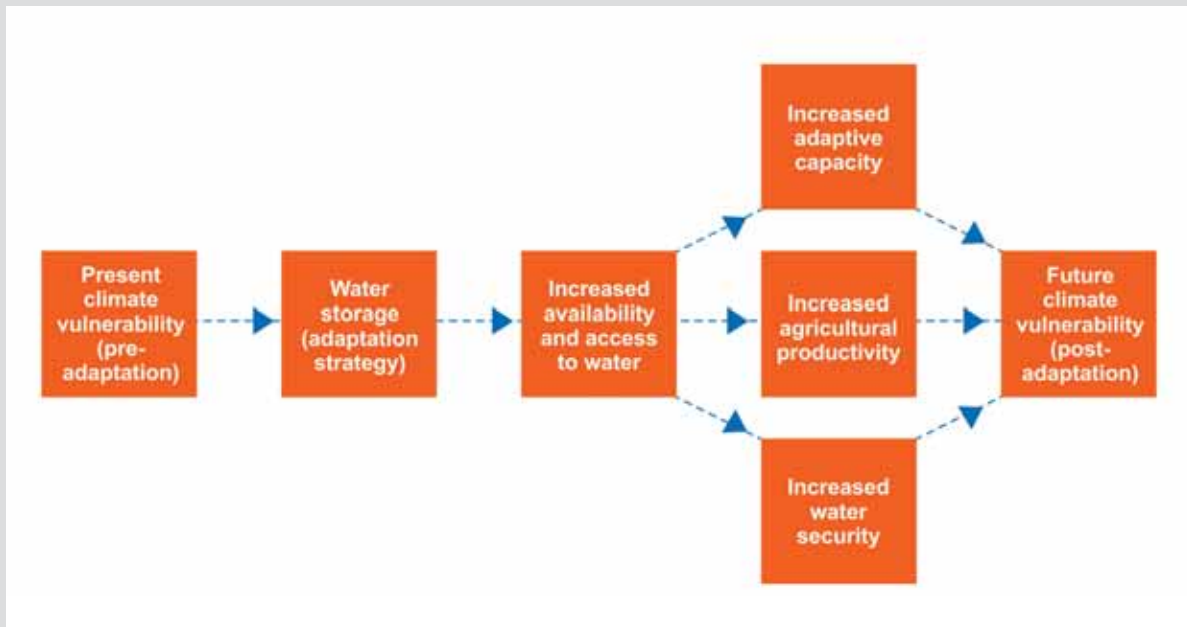 Present
climate
vulnerability
(pre-
adaptation)
Water
storage
(adaptation
strategy)
Increased
availability
and access
to water
Increased
adaptive
capacity
Increased
agricultural
productivity
Increased
water
security
Future
climate
vulnerability
(post-
adaptation)